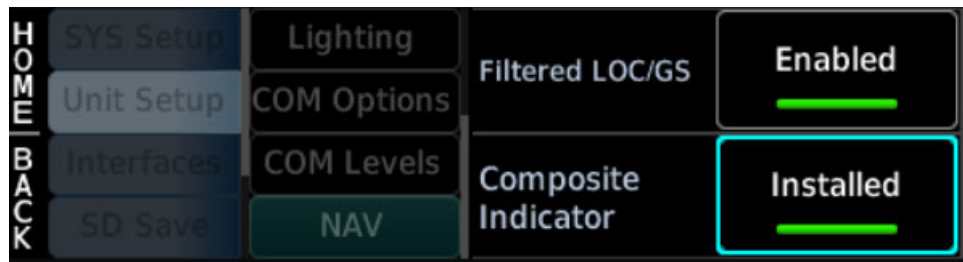 HOME
BACK
SYS Setup
Unit Setup
Interfaces
SD Save
Lighting
COM Options
COM Levels
NAV
Filtered LOC/GS
Enabled
Composite
Indicator
Installed